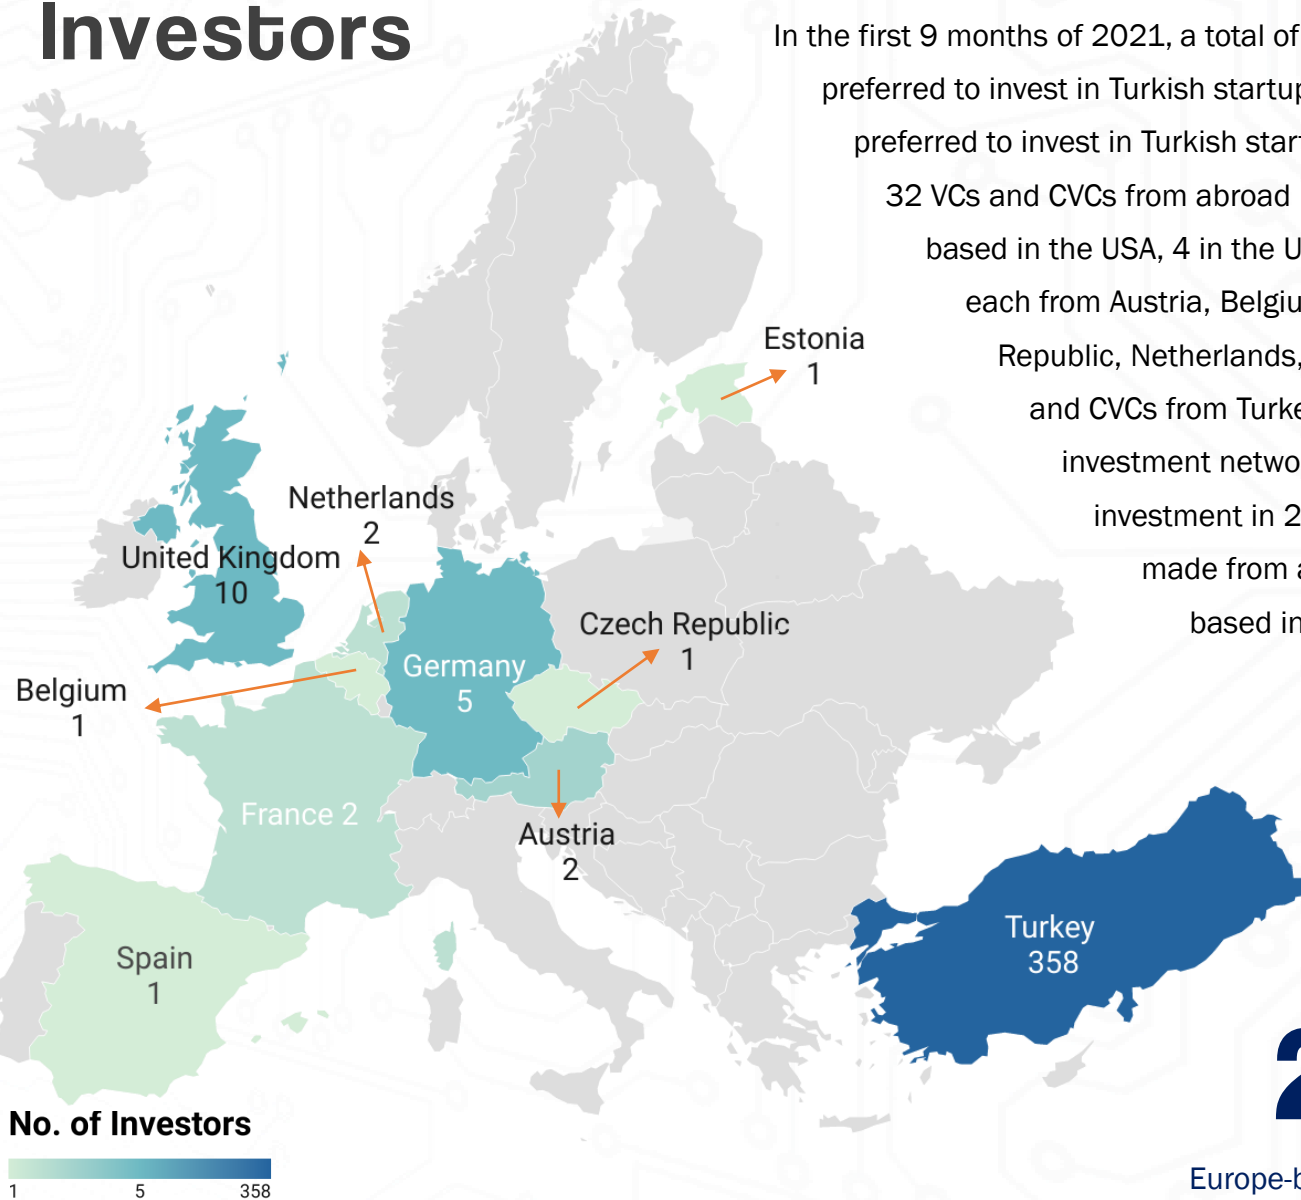 Investors
In the first 9 months of 2021, a total of
preferred to invest in Turkish startup
preferred to invest in Turkish star
32 VCs and CVCs from abroad
based in the USA, 4 in the U
each from Austria, Belgiu
Republic, Netherlands,
and CVCs from Turke
investment netwo
investment in 2
made from a
based in
Estonia
1
Netherlands
2
United Kingdom
10
Czech Republic
1
Germany
5
Belgium
1
France 2
Austria
2
Turkey
358
Spain
1
2
No. of Investors
1 5 358
Europe-b